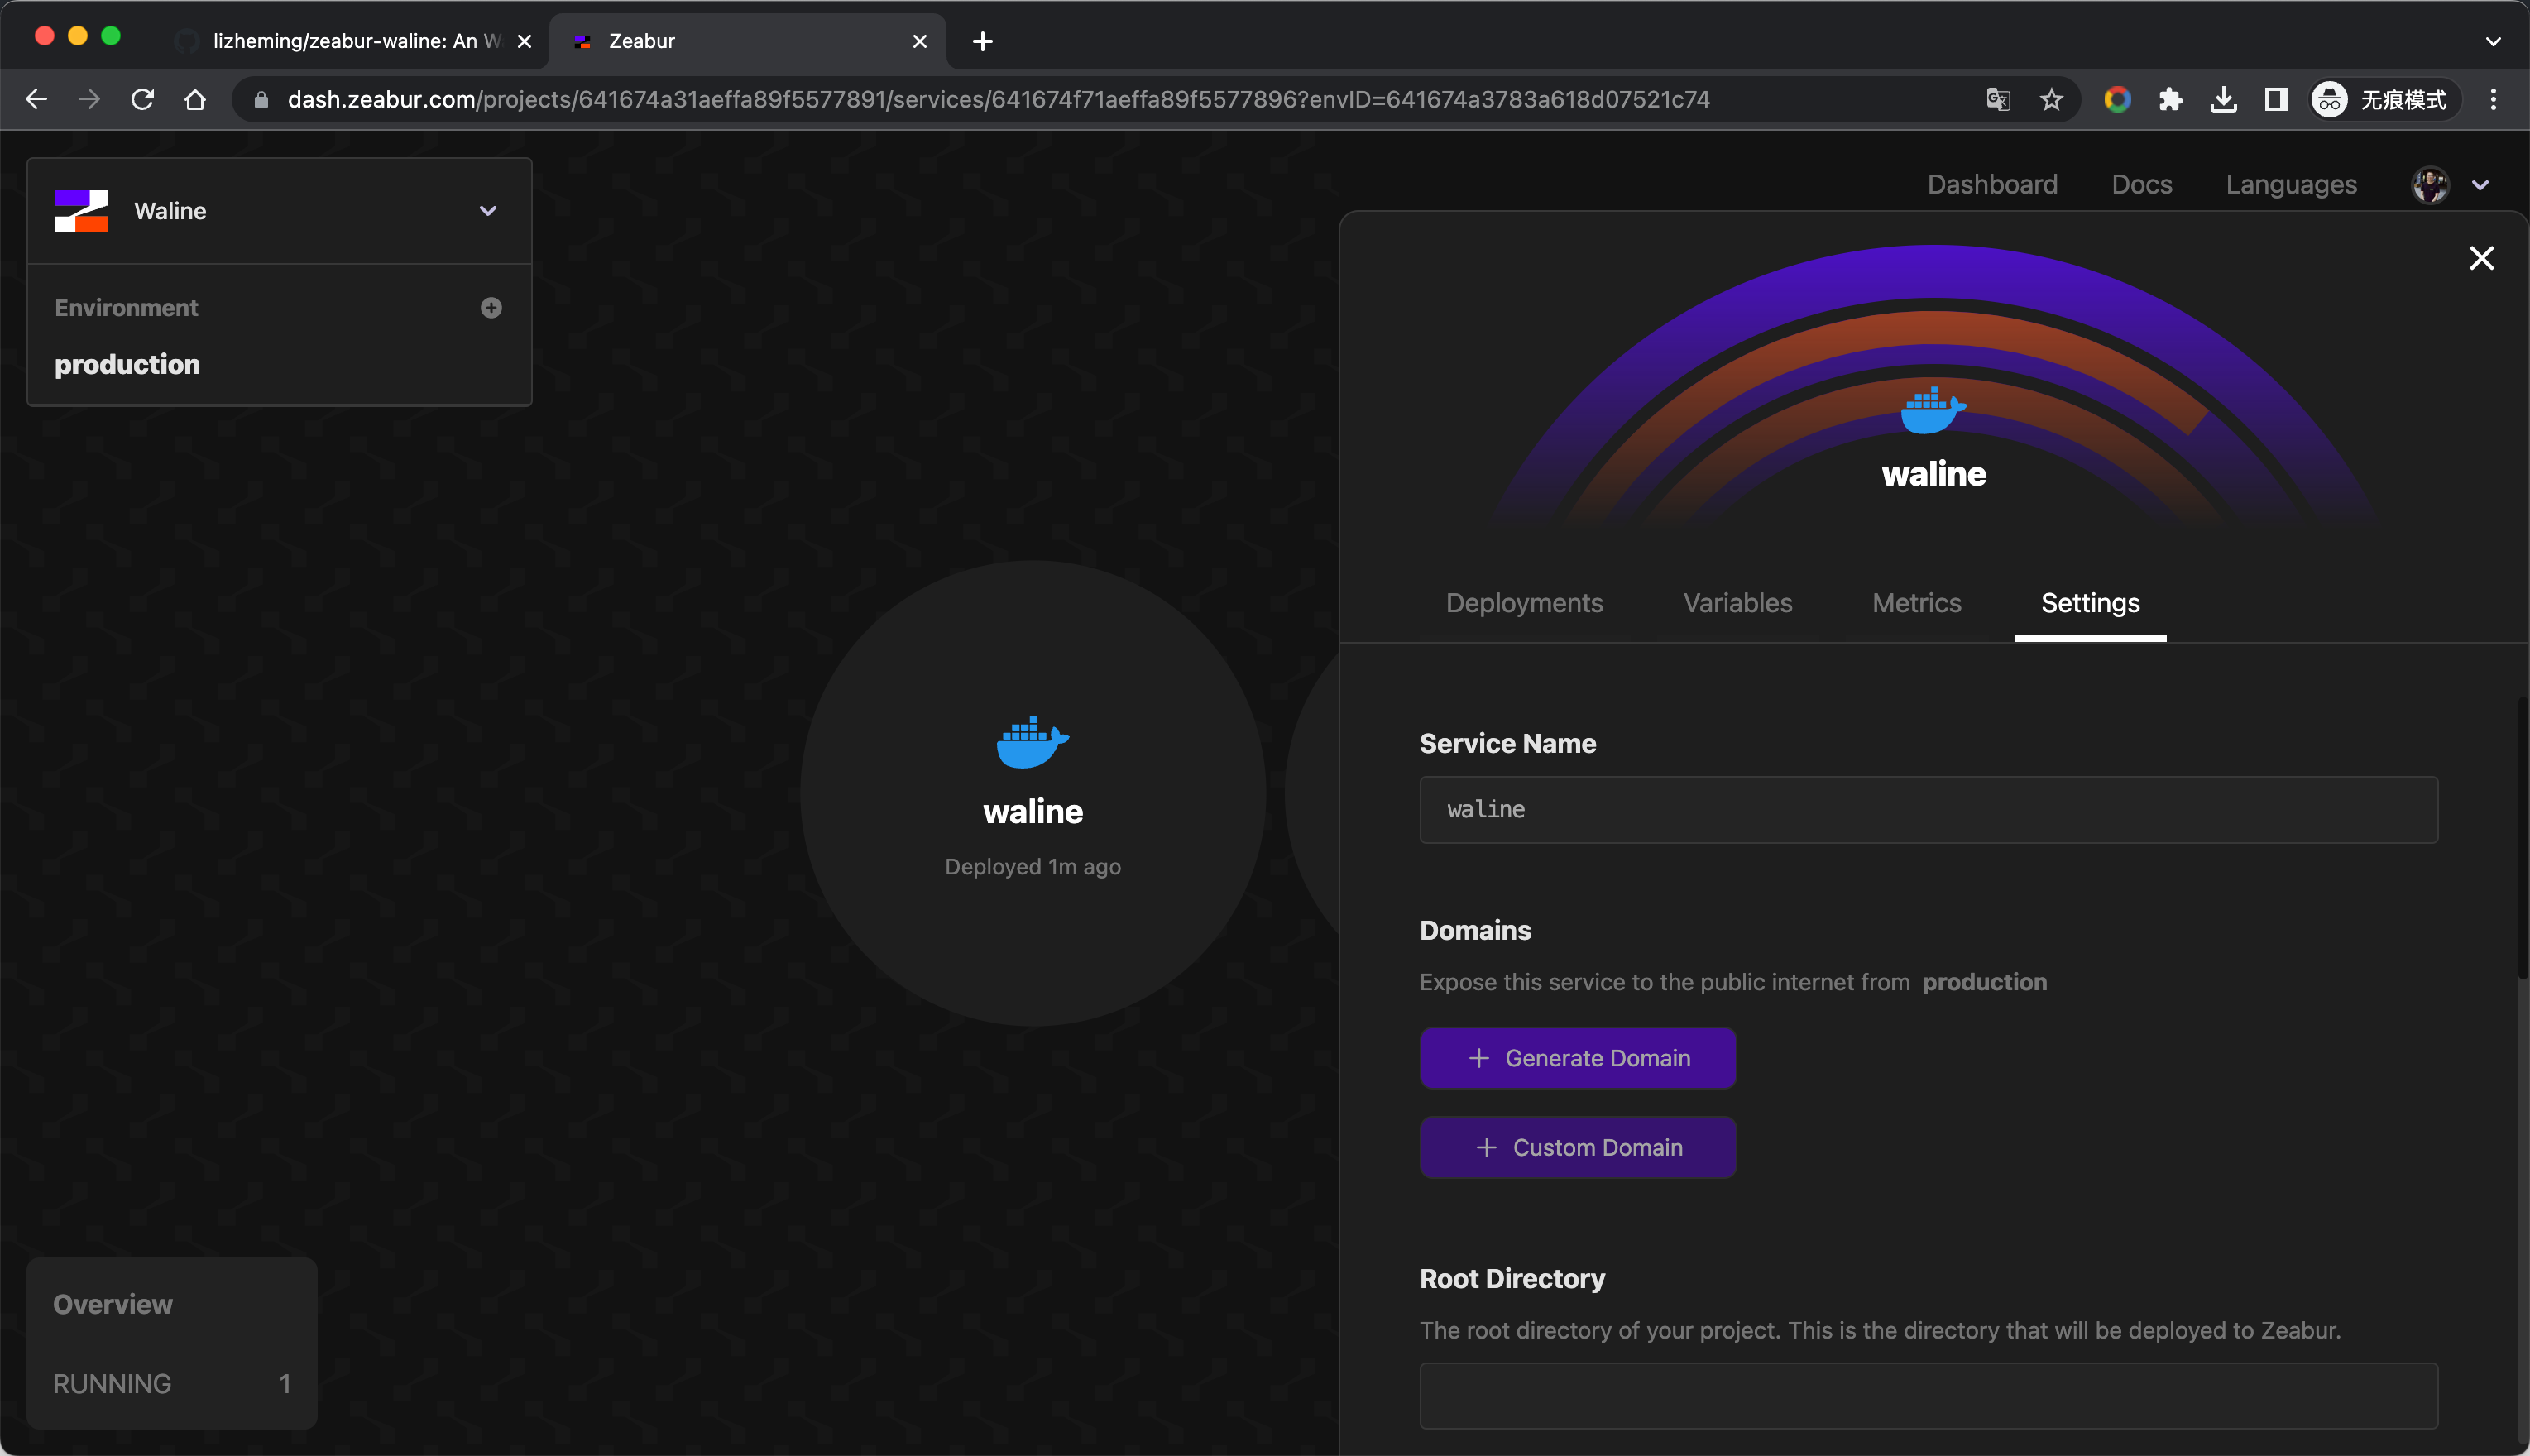 lizheming/zeabur-waline: An W
Zeabur
dash.zeabur.com/projects/641674a31aeffa89f5577891/services/641674f71aeffa89f5577896?envID=641674a3783a618d07521c74
无痕模式
Waline
Environment
production
Dashboard
Docs
Languages
waline
Deployments
Variables
Metrics
Settings
waline
Deployed 1m ago
Service Name
waline
Domains
Expose this service to the public internet from production
Generate Domain
Custom Domain
Root Directory
The root directory of your project. This is the directory that will be deployed to Zeabur.
Overview
RUNNING 1